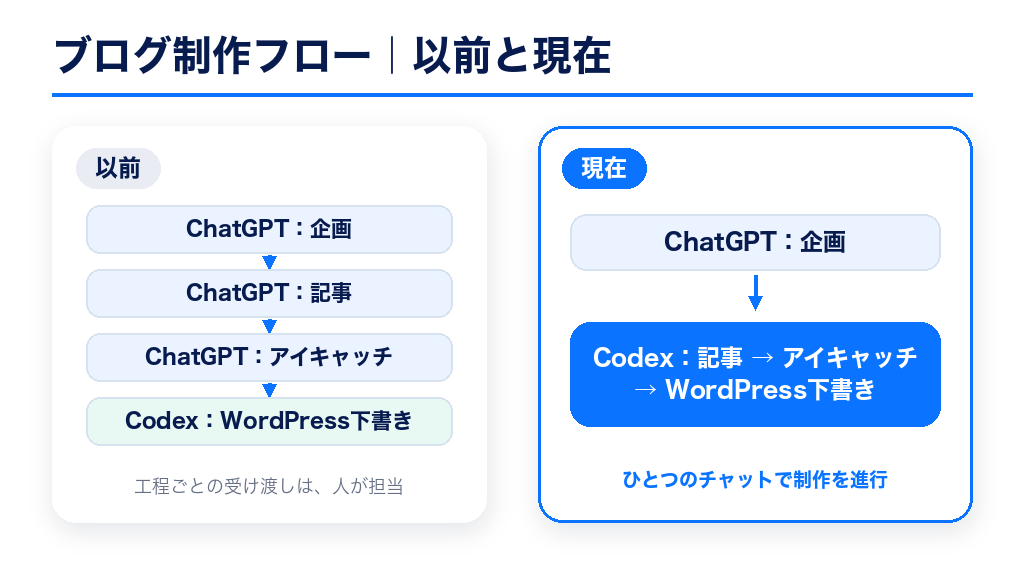 ブログ制作フロー｜以前と現在
以前
ChatGPT：企画
ChatGPT：記事
ChatGPT：アイキャッチ
Codex：WordPress下書き
工程ごとの受け渡しは、人が担当
現在
ChatGPT：企画
Codex：記事 → アイキャッチ
→ WordPress下書き
ひとつのチャットで制作を進行